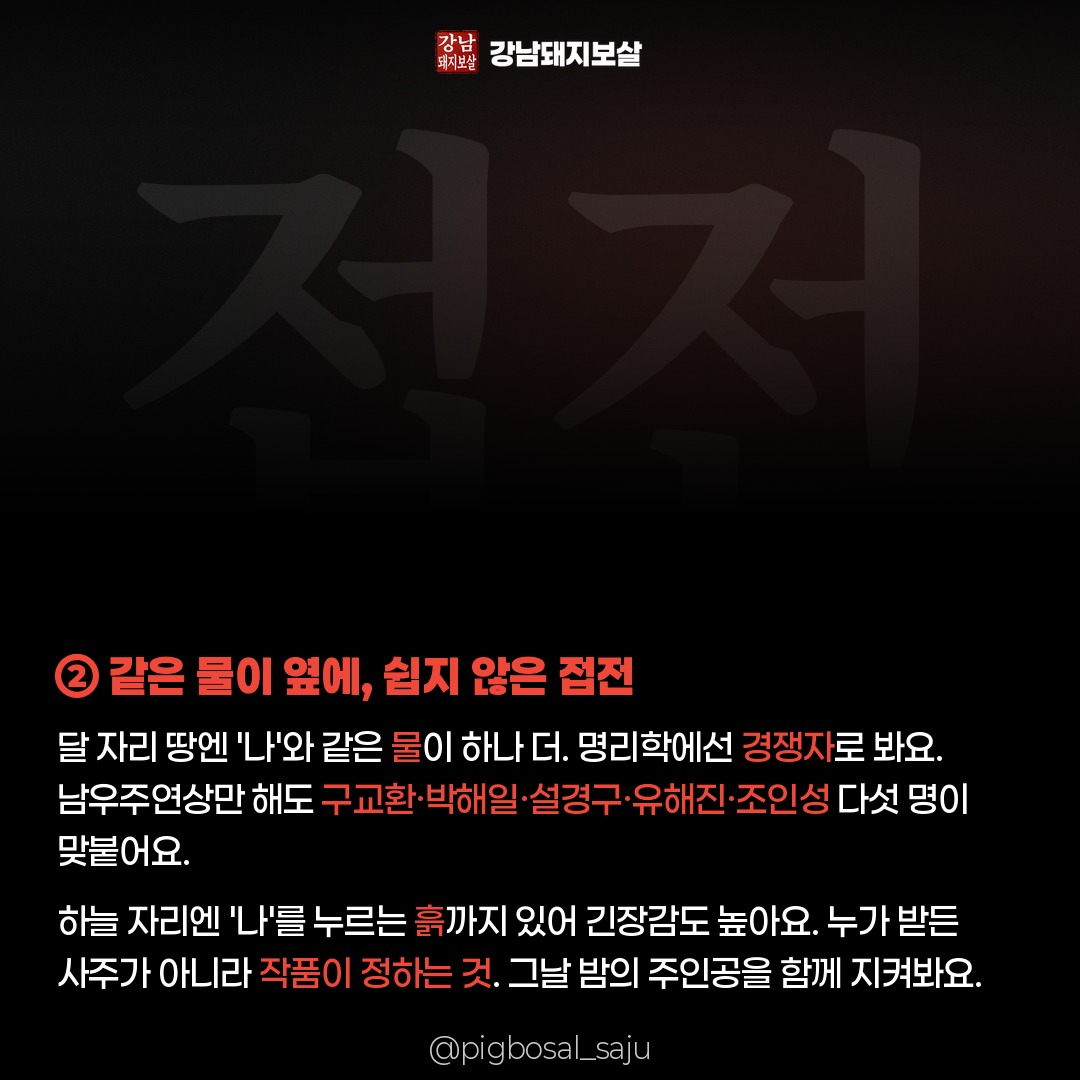 강남
돼지보살
강남돼지보살
접전
② 같은 물이 옆에, 쉽지 않은 접전
달 자리 땅엔 '나'와 같은 물이 하나 더. 명리학에선 경쟁자로 봐요.
남우주연상만 해도 구교환·박해일·설경구·유해진·조인성 다섯 명이
맞붙어요.
하늘 자리엔 '나'를 누르는 흙까지 있어 긴장감도 높아요. 누가 받든
사주가 아니라 작품이 정하는 것. 그날 밤의 주인공을 함께 지켜봐요.
@pigbosal_saju